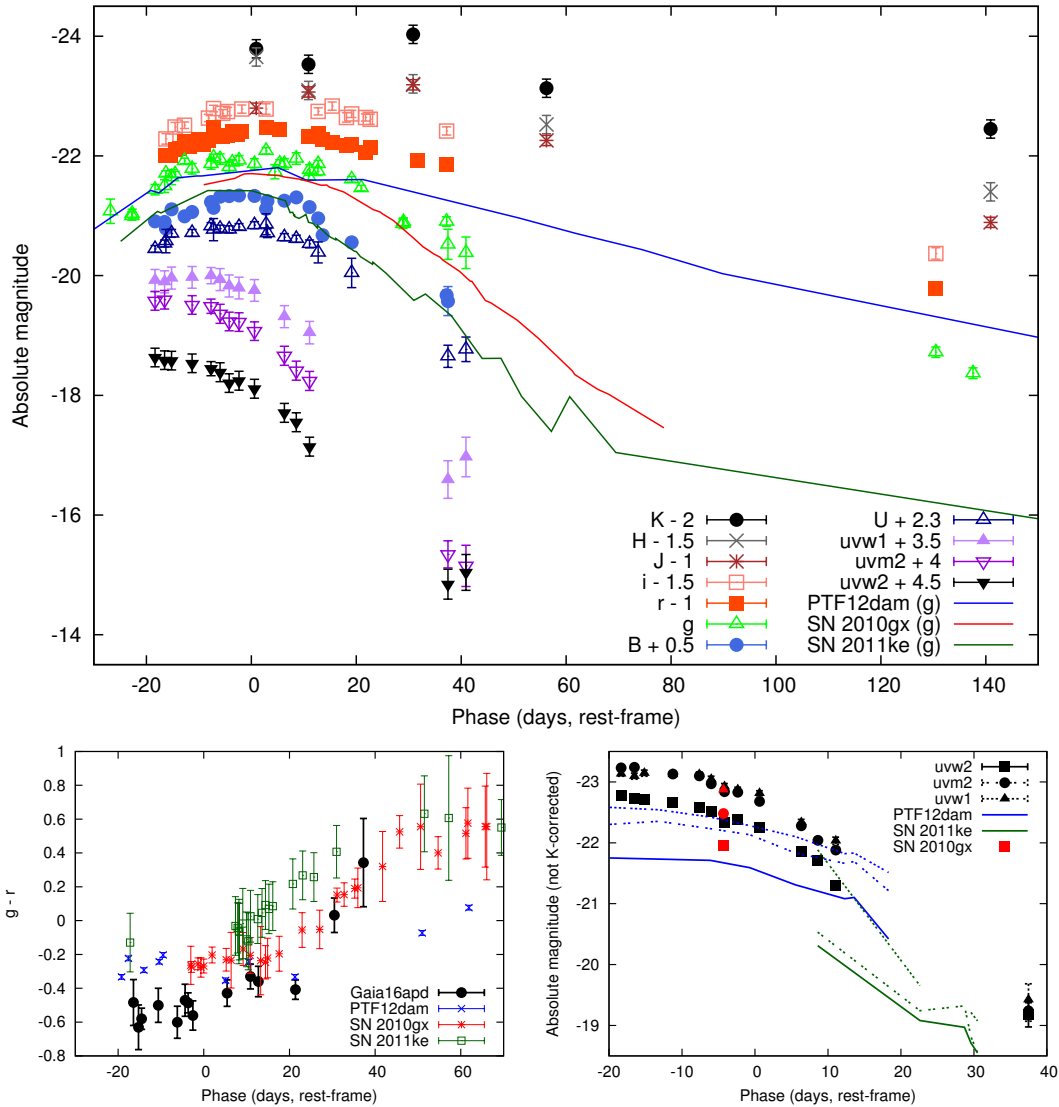 -24
-22
-20
-18
-16
-14
Absolute magnitude
-20
0
20
40
60
80
100
120
140
Phase (days, rest-frame)
K - 2
H - 1.5
J - 1
i - 1.5
r - 1
g
B + 0.5
U + 2.3
uvw1 + 3.5
uvm2 + 4
uvw2 + 4.5
PTF12dam (g)
SN 2010gx (g)
SN 2011ke (g)
1
0.8
0.6
0.4
0.2
0
-0.2
-0.4
-0.6
-0.8
g - r
-20
0
20
40
60
Phase (days, rest-frame)
Gaia16apd
PTF12dam
SN 2010gx
SN 2011ke
-23
-22
-21
-20
-19
Absolute magnitude (not K-corrected)
-20
-10
0
10
20
30
40
Phase (days, rest-frame)
uvw2
uvm2
uvw1
PTF12dam
SN 2011ke
SN 2010gx